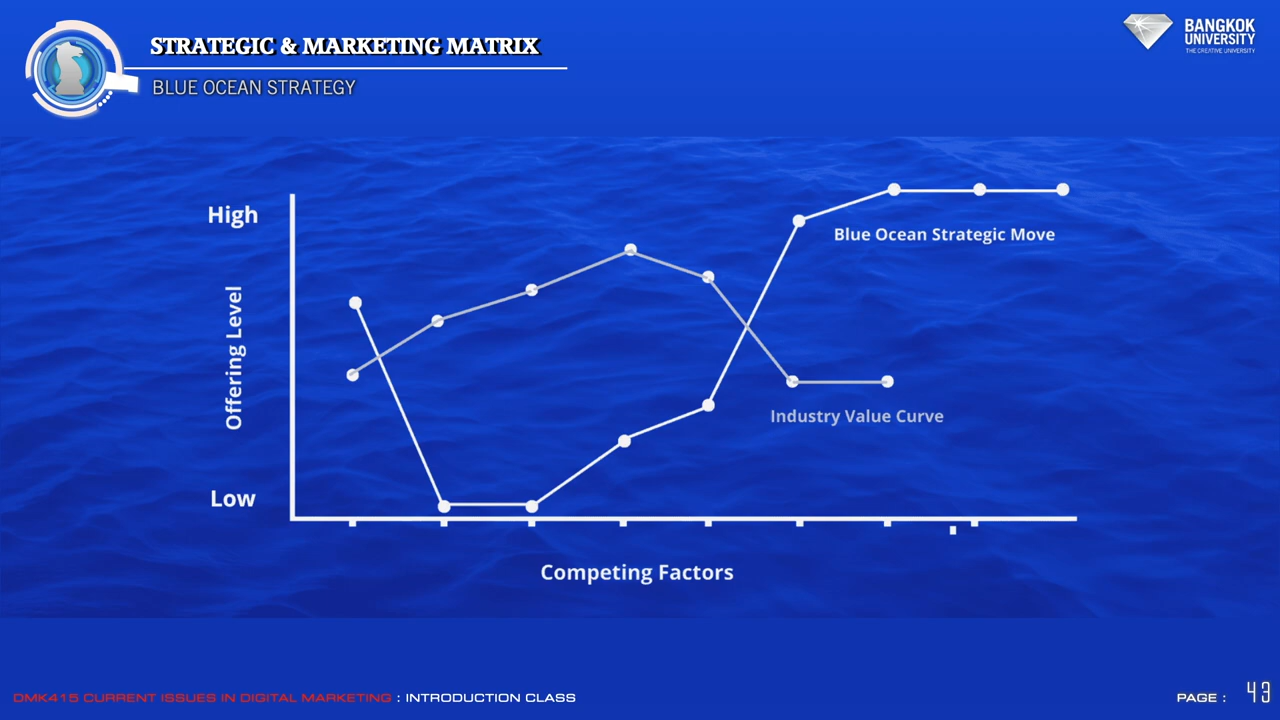 STRATEGIC & MARKETING MATRIX
BLUE OCEAN STRATEGY
BANGKOK
UNIVERSITY
THE CREATIVE UNIVERSITY
High
Blue Ocean Strategic Move
Offering Level
Industry Value Curve
Low
Competing Factors
DMK415 CURRENT ISSUES IN DIGITAL MARKETING : INTRODUCTION CLASS
PAGE : 43